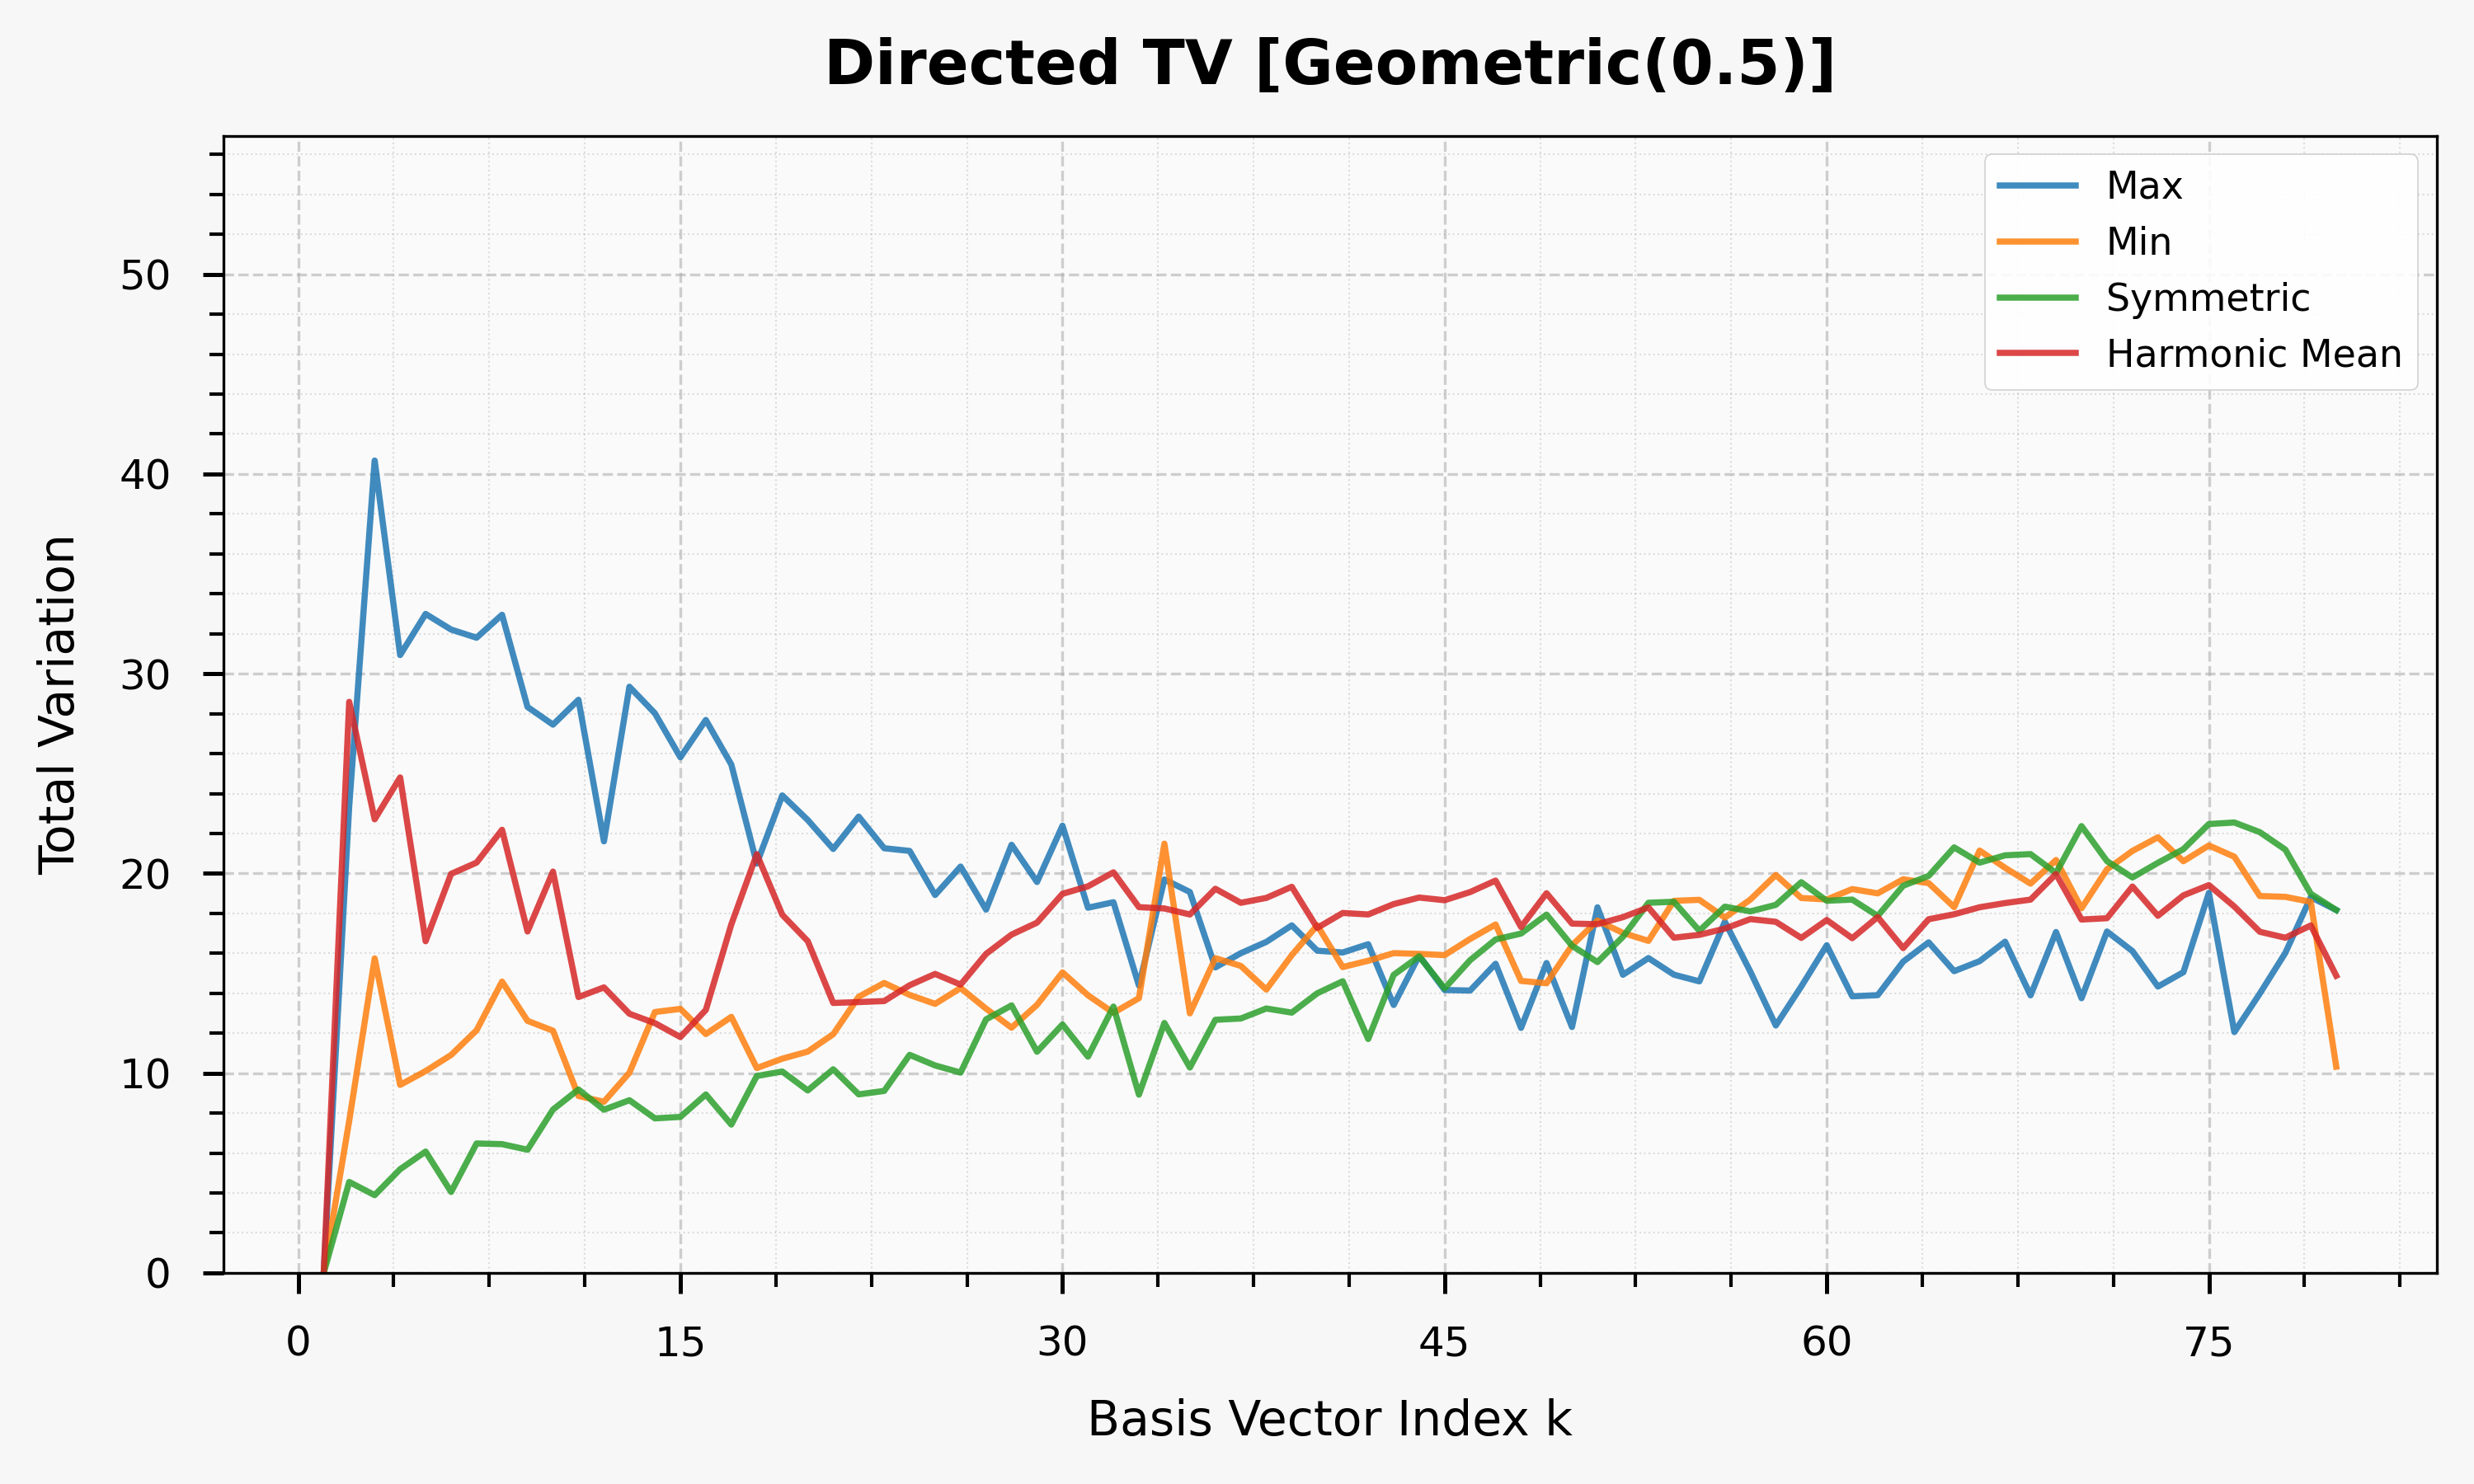 Directed TV [Geometric(0.5)]
Max
Min
Symmetric
Harmonic Mean
Total Variation
50
40
30
20
10
0
0 15 30 45 60 75
Basis Vector Index k